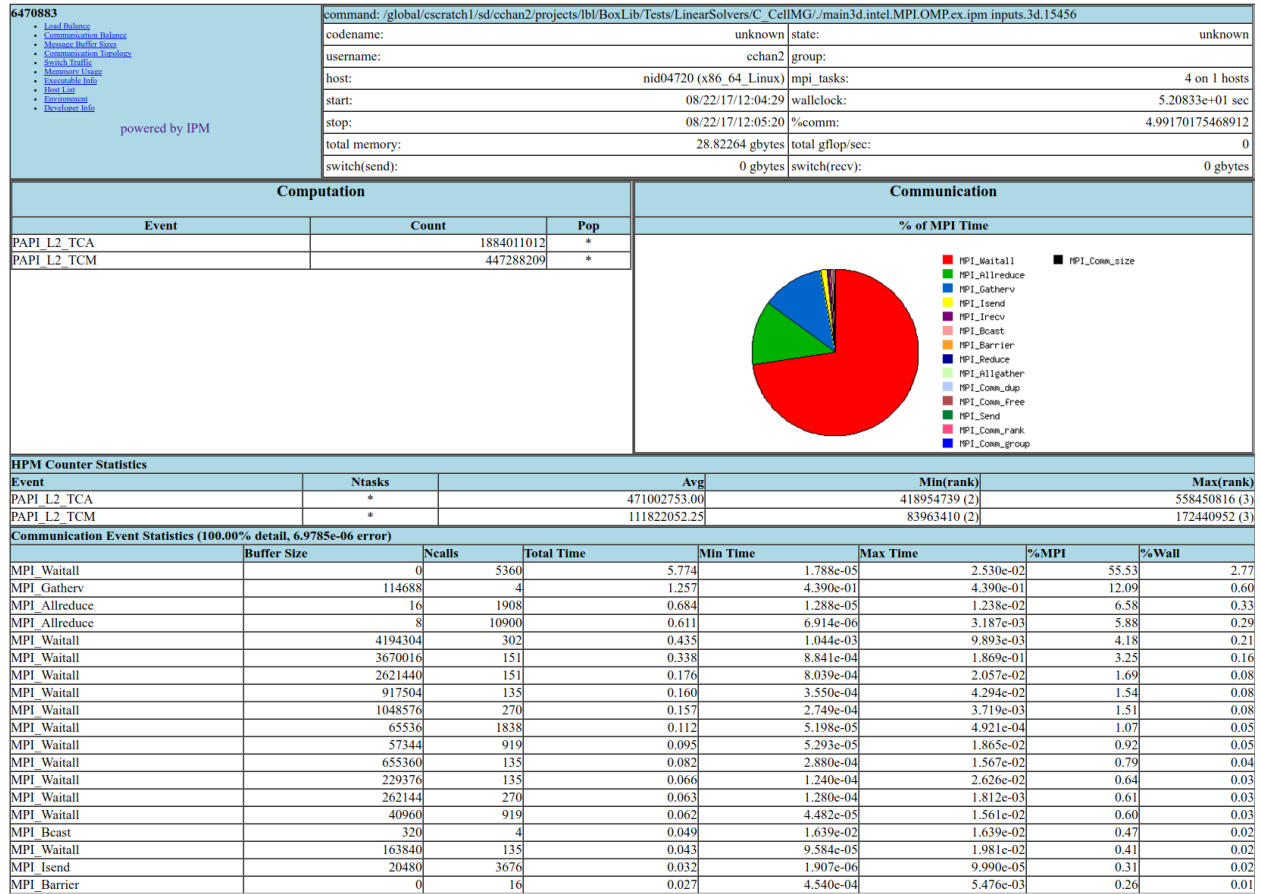 6470883
Load Balance
Communication Balance
Message Buffer Sizes
Communication Topology
Switch Traffic
Memmory Usage
Executable Info
Host List
Environment
Developer Info
powered by IPM
command: /global/cscratch1/sd/cchan2/projects/lbl/BoxLib/Tests/LinearSolvers/C_CellMG/./main3d.intel.MPI.OMP.ex.ipm inputs.3d.15456
codename: unknown state: unknown
username: cchan2 group:
host: nid04720 (x86_64_Linux) mpi_tasks: 4 on 1 hosts
start: 08/22/17/12:04:29 wallclock: 5.20833e+01 sec
stop: 08/22/17/12:05:20 %comm: 4.99170175468912
total memory: 28.82264 gbytes total gflop/sec: 0
switch(send): 0 gbytes switch(recv): 0 gbytes
Computation
Event Count Pop
PAPI_L2_TCA 1884011012 *
PAPI_L2_TCM 447288209 *
Communication
% of MPI Time
MPI_Waitall MPI_Comm_size
MPI_Allreduce
MPI_Gatherv
MPI_Isend
MPI_Irecv
MPI_Bcast
MPI_Barrier
MPI_Reduce
MPI_Allgather
MPI_Comm_dup
MPI_Comm_free
MPI_Send
MPI_Comm_rank
MPI_Comm_group
HPM Counter Statistics
Event Ntasks Avg Min(rank) Max(rank)
PAPI_L2_TCA * 471002753.00 418954739 (2) 558450816 (3)
PAPI_L2_TCM * 111822052.25 83963410 (2) 172440952 (3)
Communication Event Statistics (100.00% detail, 6.9785e-06 error)
Buffer Size Ncalls Total Time Min Time Max Time %MPI %Wall
MPI_Waitall 0 5360 5.774 1.788e-05 2.530e-02 55.53 2.77
MPI_Gatherv 114688 4 1.257 4.390e-01 4.390e-01 12.09 0.60
MPI_Allreduce 16 1908 0.684 1.288e-05 1.238e-02 6.58 0.33
MPI_Allreduce 8 10900 0.611 6.914e-06 3.187e-03 5.88 0.29
MPI_Waitall 4194304 302 0.435 1.044e-03 9.893e-03 4.18 0.21
MPI_Waitall 3670016 151 0.338 8.841e-04 1.869e-01 3.25 0.16
MPI_Waitall 2621440 151 0.176 8.039e-04 2.057e-02 1.69 0.08
MPI_Waitall 917504 135 0.160 3.550e-04 4.294e-02 1.54 0.08
MPI_Waitall 1048576 270 0.157 2.749e-04 3.719e-03 1.51 0.08
MPI_Waitall 65536 1838 0.112 5.198e-05 4.921e-04 1.07 0.05
MPI_Waitall 57344 919 0.095 5.293e-05 1.865e-02 0.92 0.05
MPI_Waitall 655360 135 0.082 2.880e-04 1.567e-02 0.79 0.04
MPI_Waitall 229376 135 0.066 1.240e-04 2.626e-02 0.64 0.03
MPI_Waitall 262144 270 0.063 1.280e-04 1.812e-03 0.61 0.03
MPI_Waitall 40960 919 0.062 4.482e-05 1.561e-02 0.60 0.03
MPI_Bcast 320 4 0.049 1.639e-02 1.639e-02 0.47 0.02
MPI_Waitall 163840 135 0.043 9.584e-05 1.981e-02 0.41 0.02
MPI_Isend 20480 3676 0.032 1.907e-06 9.990e-05 0.31 0.02
MPI_Barrier 0 16 0.027 4.540e-04 5.476e-03 0.26 0.01